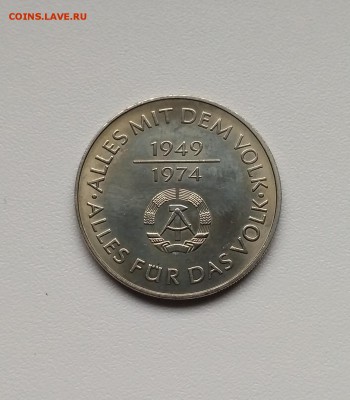 COINS.LAVE.RU
·ALLES MIT DEM VOLK·
1949
1974
ALLES FÜR DAS VOLK